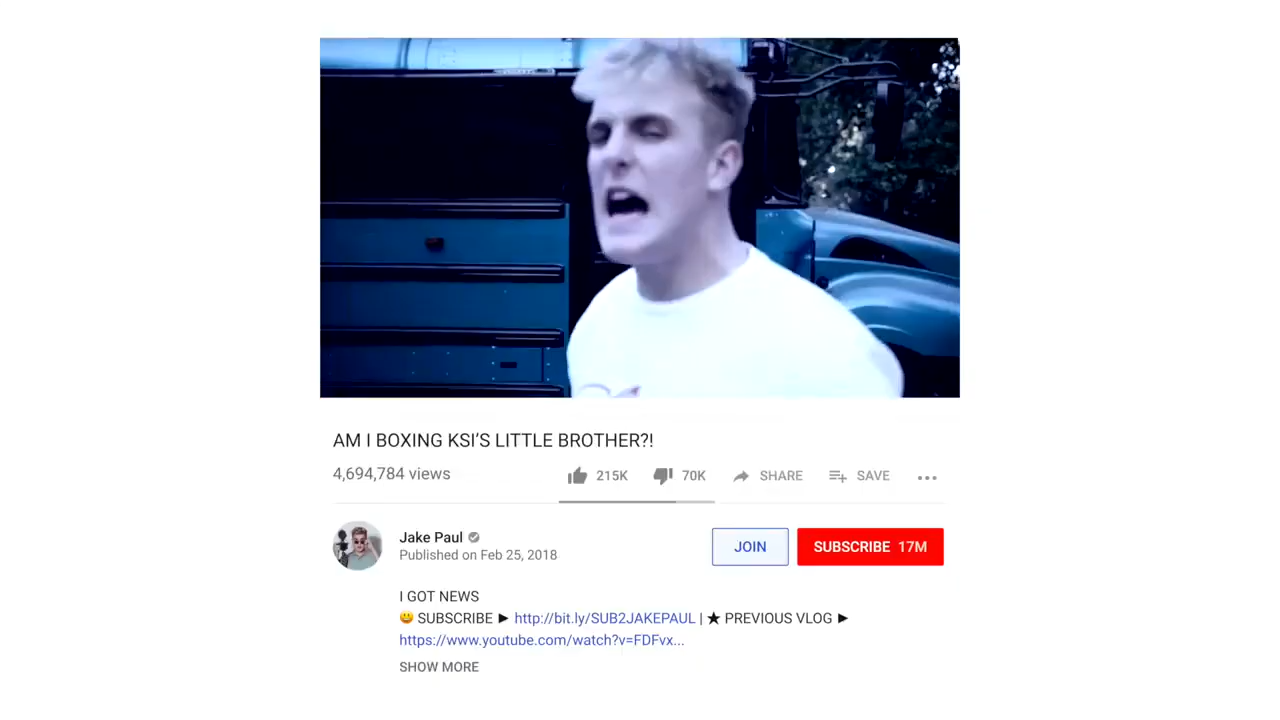 AM I BOXING KSI'S LITTLE BROTHER?!
4,694,784 views 215K 70K SHARE SAVE
Jake Paul
Published on Feb 25, 2018
JOIN SUBSCRIBE 17M
I GOT NEWS
😀 SUBSCRIBE ► http://bit.ly/SUB2JAKEPAUL | ★ PREVIOUS VLOG ►
https://www.youtube.com/watch?v=FDFvx...
SHOW MORE